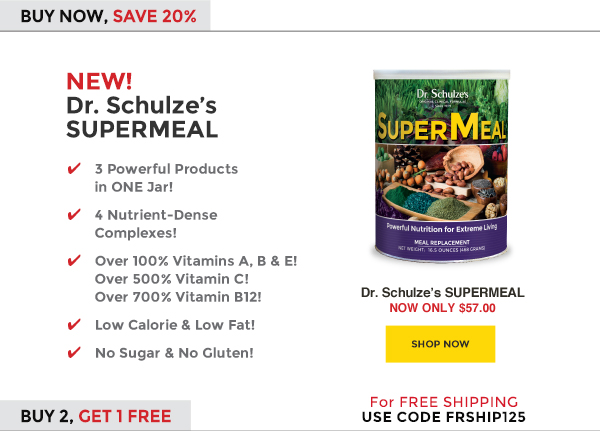 BUY NOW, SAVE 20%
NEW!
Dr. Schulze's
SUPERMEAL
✔ 3 Powerful Products
in ONE Jar!
✔ 4 Nutrient-Dense
Complexes!
✔ Over 100% Vitamins A, B & E!
Over 500% Vitamin C!
Over 700% Vitamin B12!
✔ Low Calorie & Low Fat!
✔ No Sugar & No Gluten!
Dr. Schulze's
SUPERMEAL
Powerful Nutrition for Extreme Living
MEAL REPLACEMENT
NET WEIGHT. 16.5 OUNCES (468 GRAMS)
Dr. Schulze's SUPERMEAL
NOW ONLY $57.00
SHOP NOW
BUY 2, GET 1 FREE
For FREE SHIPPING
USE CODE FRSHIP125